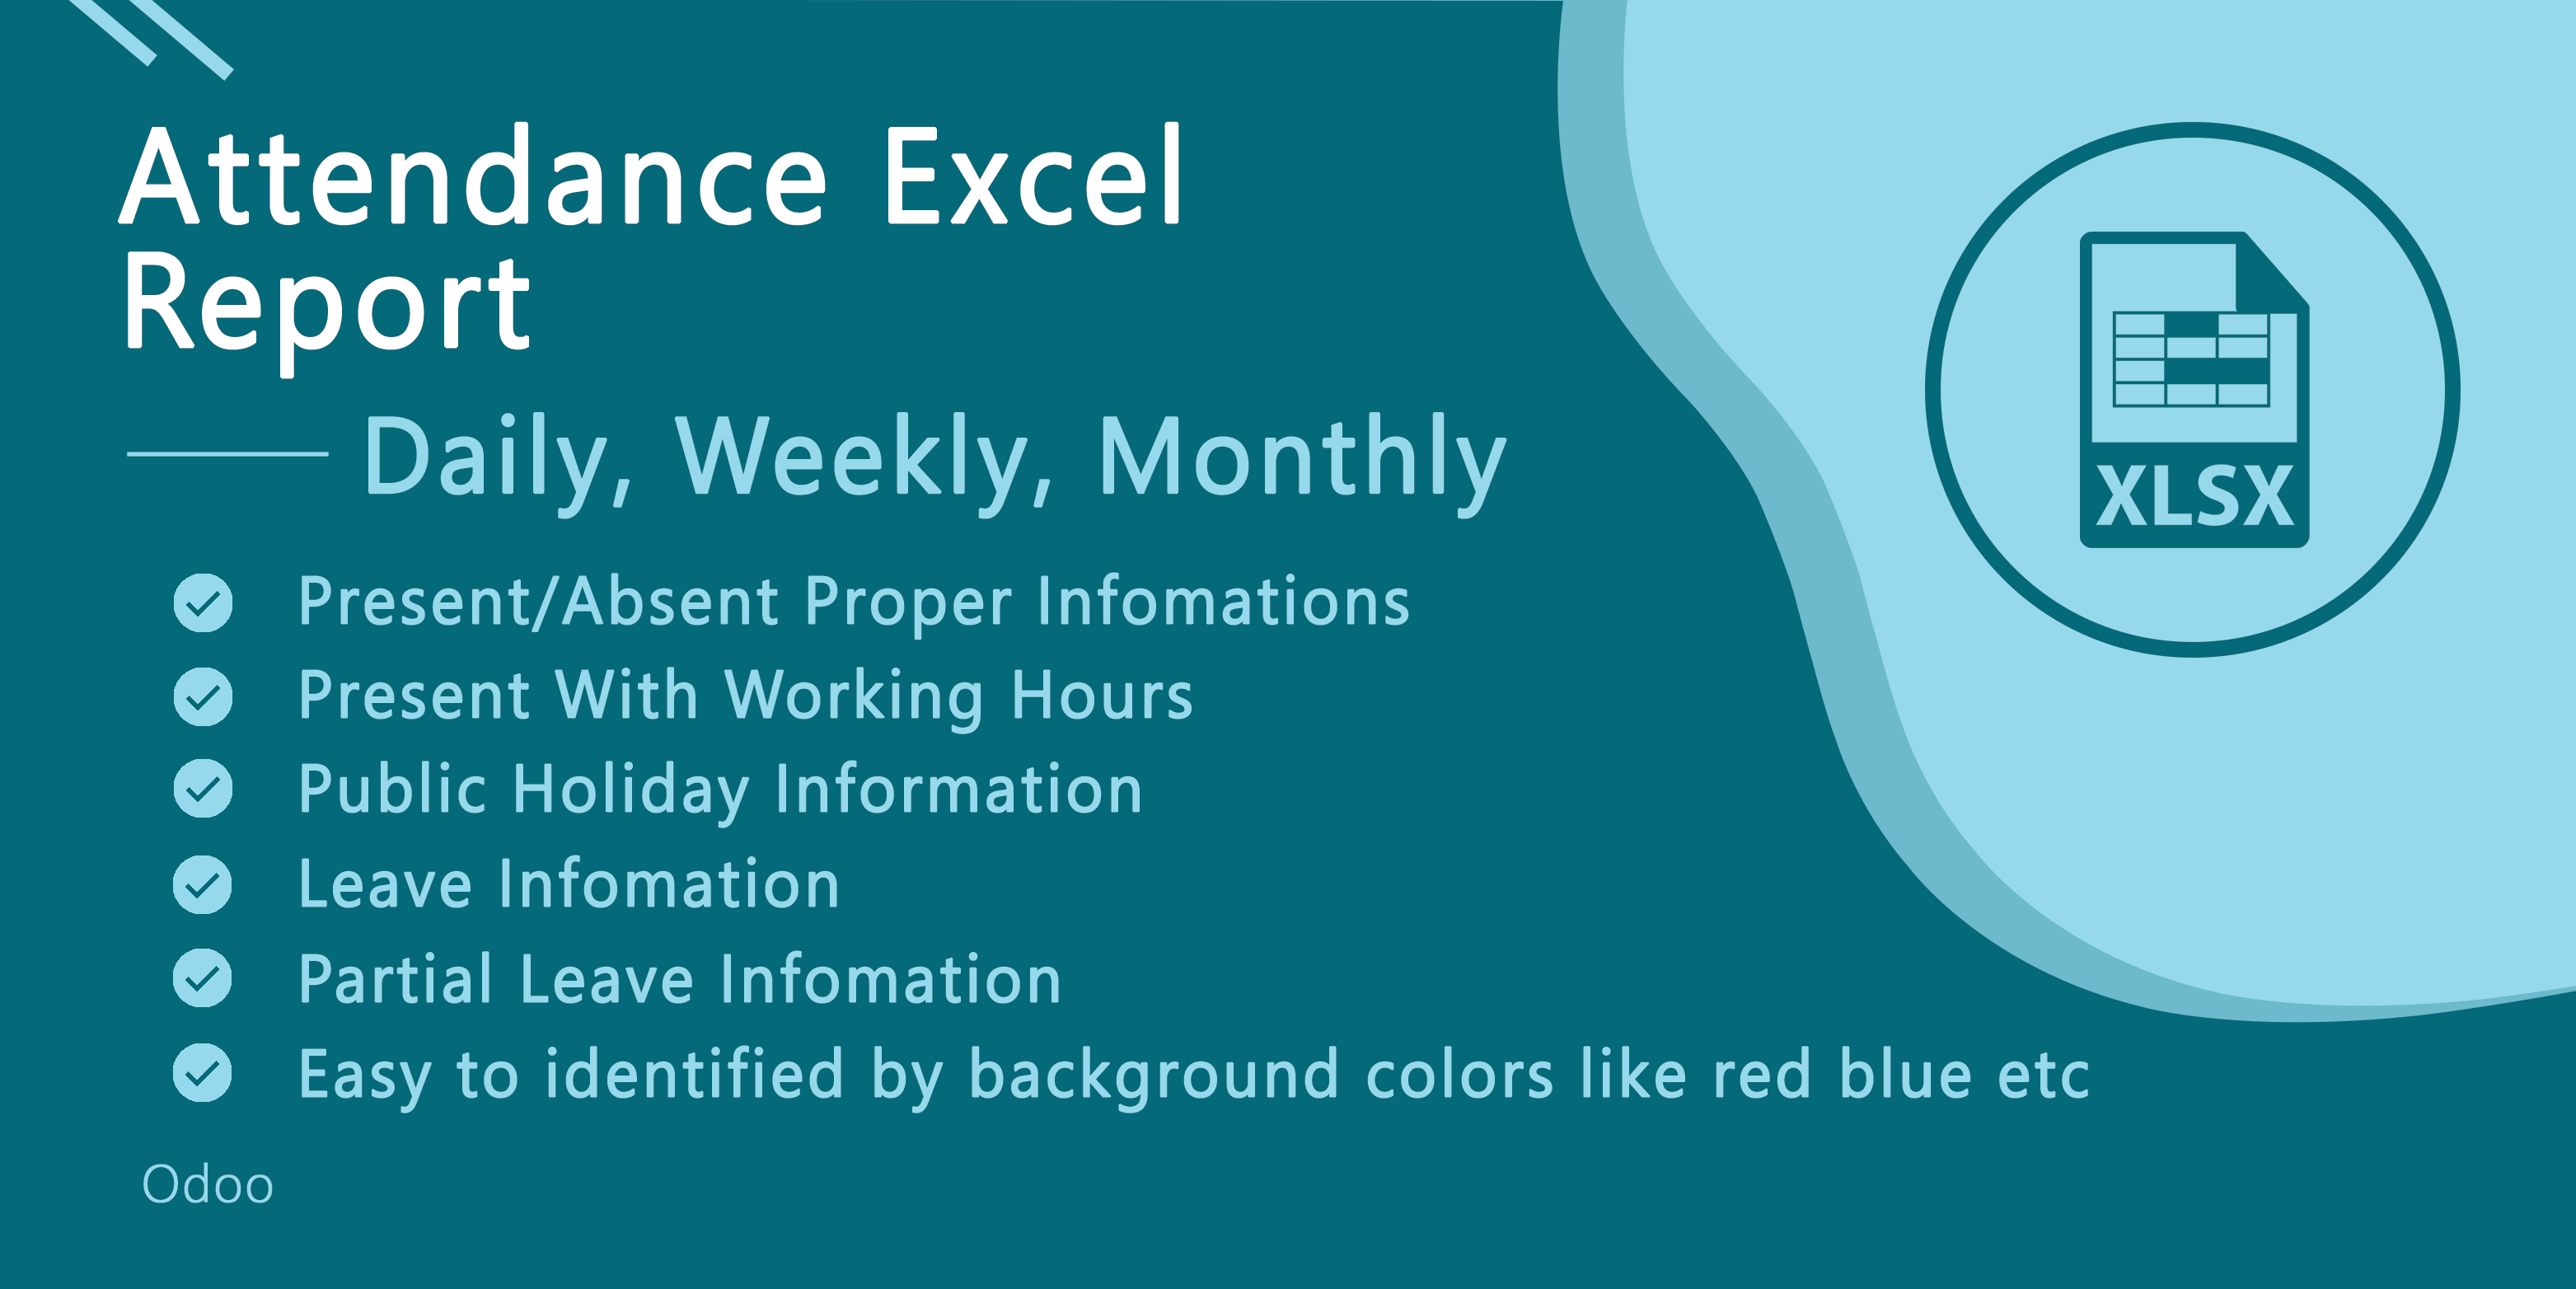 Attendance Excel
Report
Daily, Weekly, Monthly
XLSX
Present/Absent Proper Infomations
Present With Working Hours
Public Holiday Information
Leave Infomation
Partial Leave Infomation
Easy to identified by background colors like red blue etc
Odoo